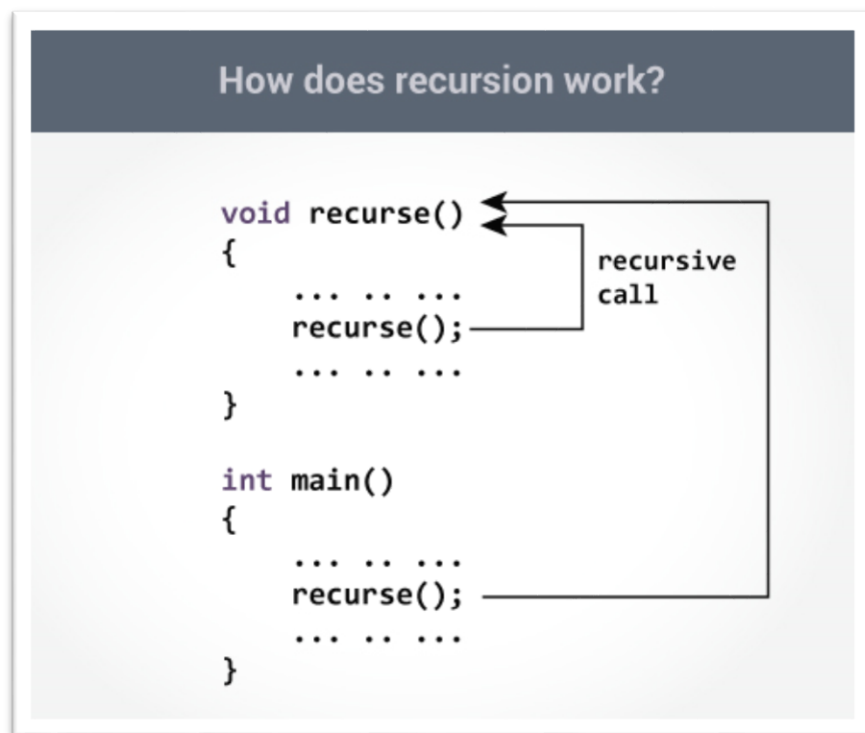 How does recursion work?
void recurse()
{
recursive
call
... .. ...
recurse();
... .. ...
}
int main()
{
... .. ...
recurse();
... .. ...
}